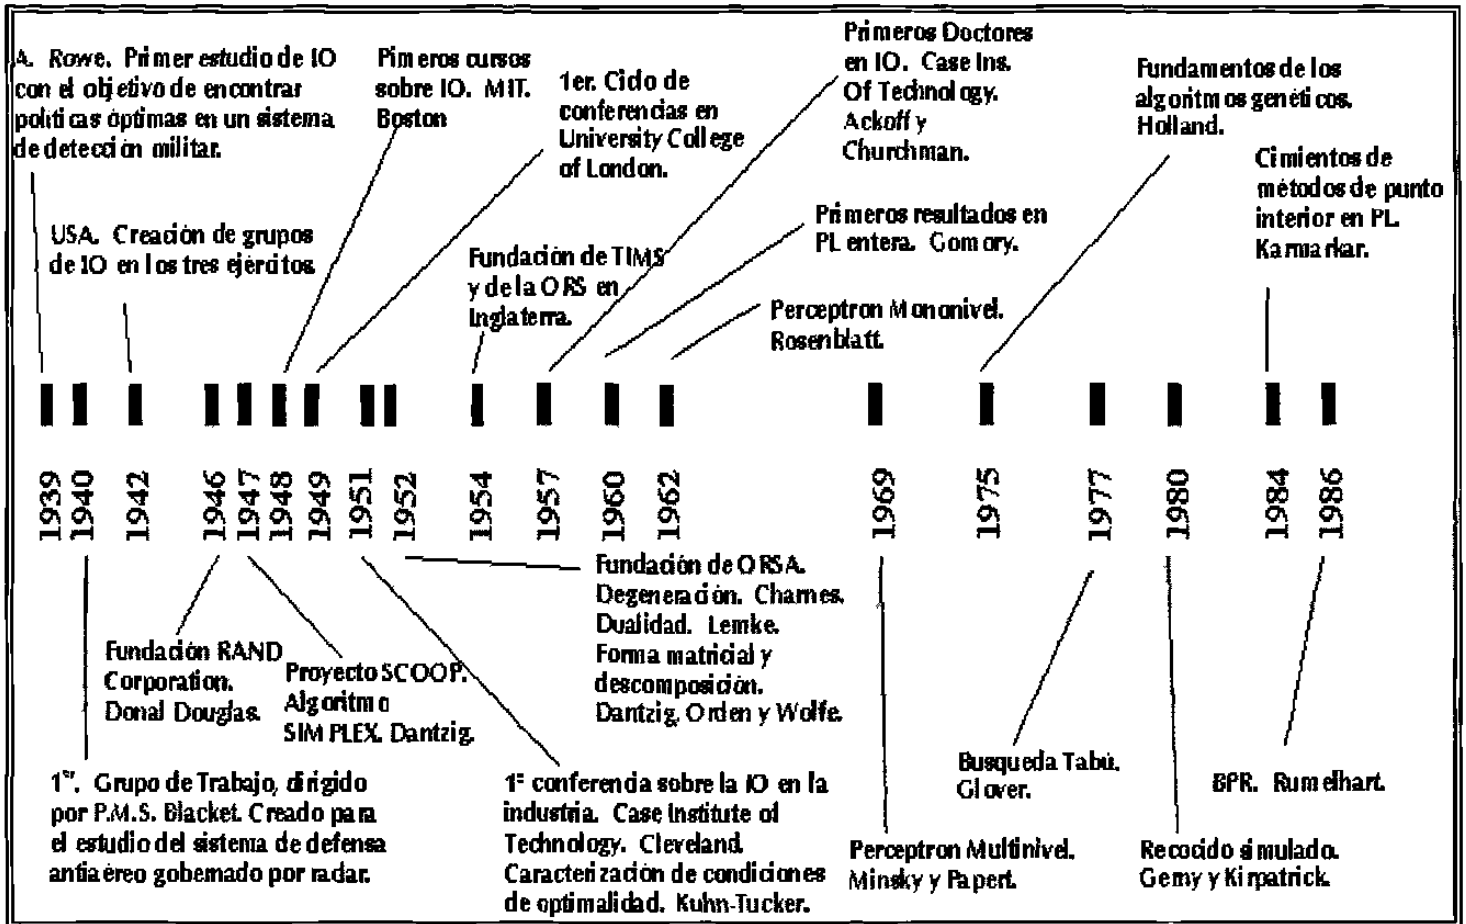 A. Rowe. Primer estudio de IO
con el objetivo de encontrar
políticas óptimas en un sistema
de detección militar.
Pimeros cursos
sobre IO. MIT.
Boston
1er. Ciclo de
conferencias en
University College
of London.
Primeros Doctores
en IO. Case Ins.
Of Technology.
Ackoff y
Churchman.
Fundamentos de los
algoritmos genéticos.
Holland.
Cimientos de
métodos de punto
interior en PL.
Karmarkar.
USA. Creación de grupos
de IO en los tres ejércitos.
Fundación de TIMS
y de la ORS en
Inglaterra.
Primeros resultados en
PL entera. Gomory.
Perceptron Mononivel.
Rosenblatt.
1939
1940
1942
1946
1947
1948
1949
1951
1952
1954
1957
1960
1962
1969
1975
1977
1980
1984
1986
Fundación RAND
Corporation.
Donal Douglas.
Proyecto SCOOP.
Algoritmo
SIMPLEX. Dantzig.
Fundación de ORSA.
Degeneración. Charnes.
Dualidad. Lemke.
Forma matricial y
descomposición.
Dantzig, Orden y Wolfe.
1er. Grupo de Trabajo, dirigido
por P.M.S. Blacket. Creado para
el estudio del sistema de defensa
antiaéreo gobernado por radar.
1ª conferencia sobre la IO en la
industria. Case Institute of
Technology. Cleveland.
Caracterización de condiciones
de optimalidad. Kuhn-Tucker.
Perceptron Multinivel.
Minsky y Papert.
Busqueda Tabú.
Glover.
Recocido simulado.
Gemy y Kirpatrick.
BPR. Rumelhart.